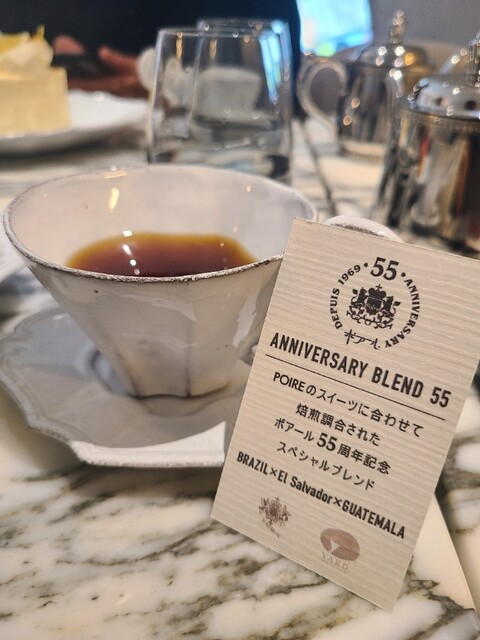 DEPUIS 1969 · 55 · ANNIVERSARY
ポアール
ANNIVERSARY BLEND 55
POIREのスイーツに合わせて
焙煎調合された
ポアール55周年記念
スペシャルブレンド
BRAZIL×El Salvador×GUATEMALA
YARD